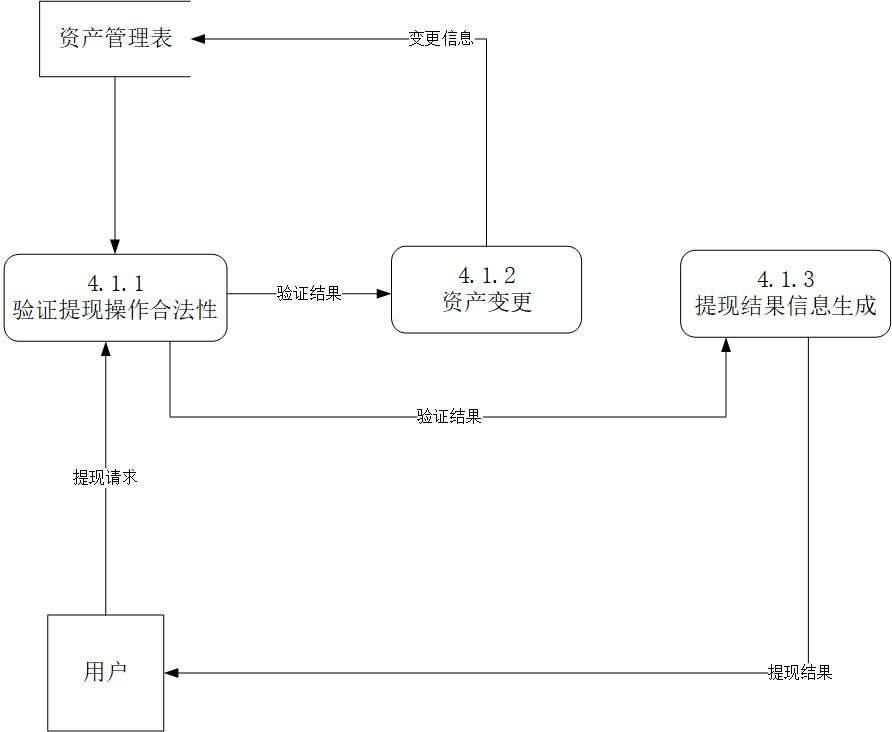 资产管理表
变更信息
4.1.1
验证提现操作合法性
验证结果
4.1.2
资产变更
4.1.3
提现结果信息生成
验证结果
提现请求
用户
提现结果